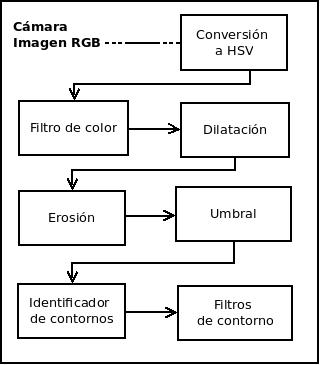 Cámara
Imagen RGB
Conversión
a HSV
Filtro de color
Dilatación
Erosión
Umbral
Identificador
de contornos
Filtros
de contorno